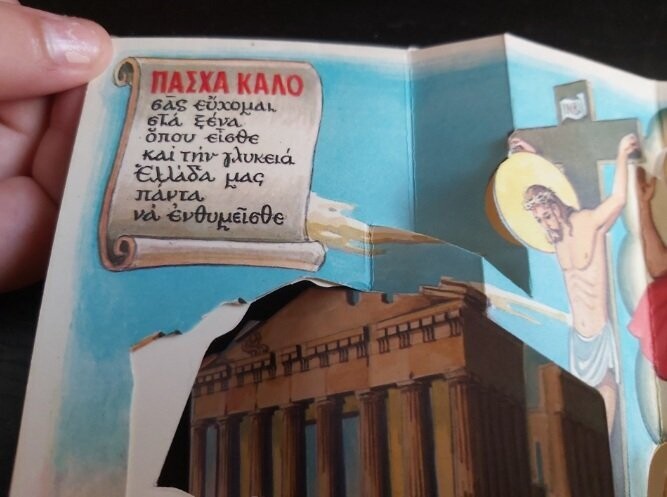 ΠΑΣΧΑ ΚΑΛΟ
σᾶς εὔχομαι
στά ξένα
ὅπου εἶσθε
καί τήν γλυκειά
Ἑλλάδα μας
πάντα
νά ἐνθυμεῖσθε